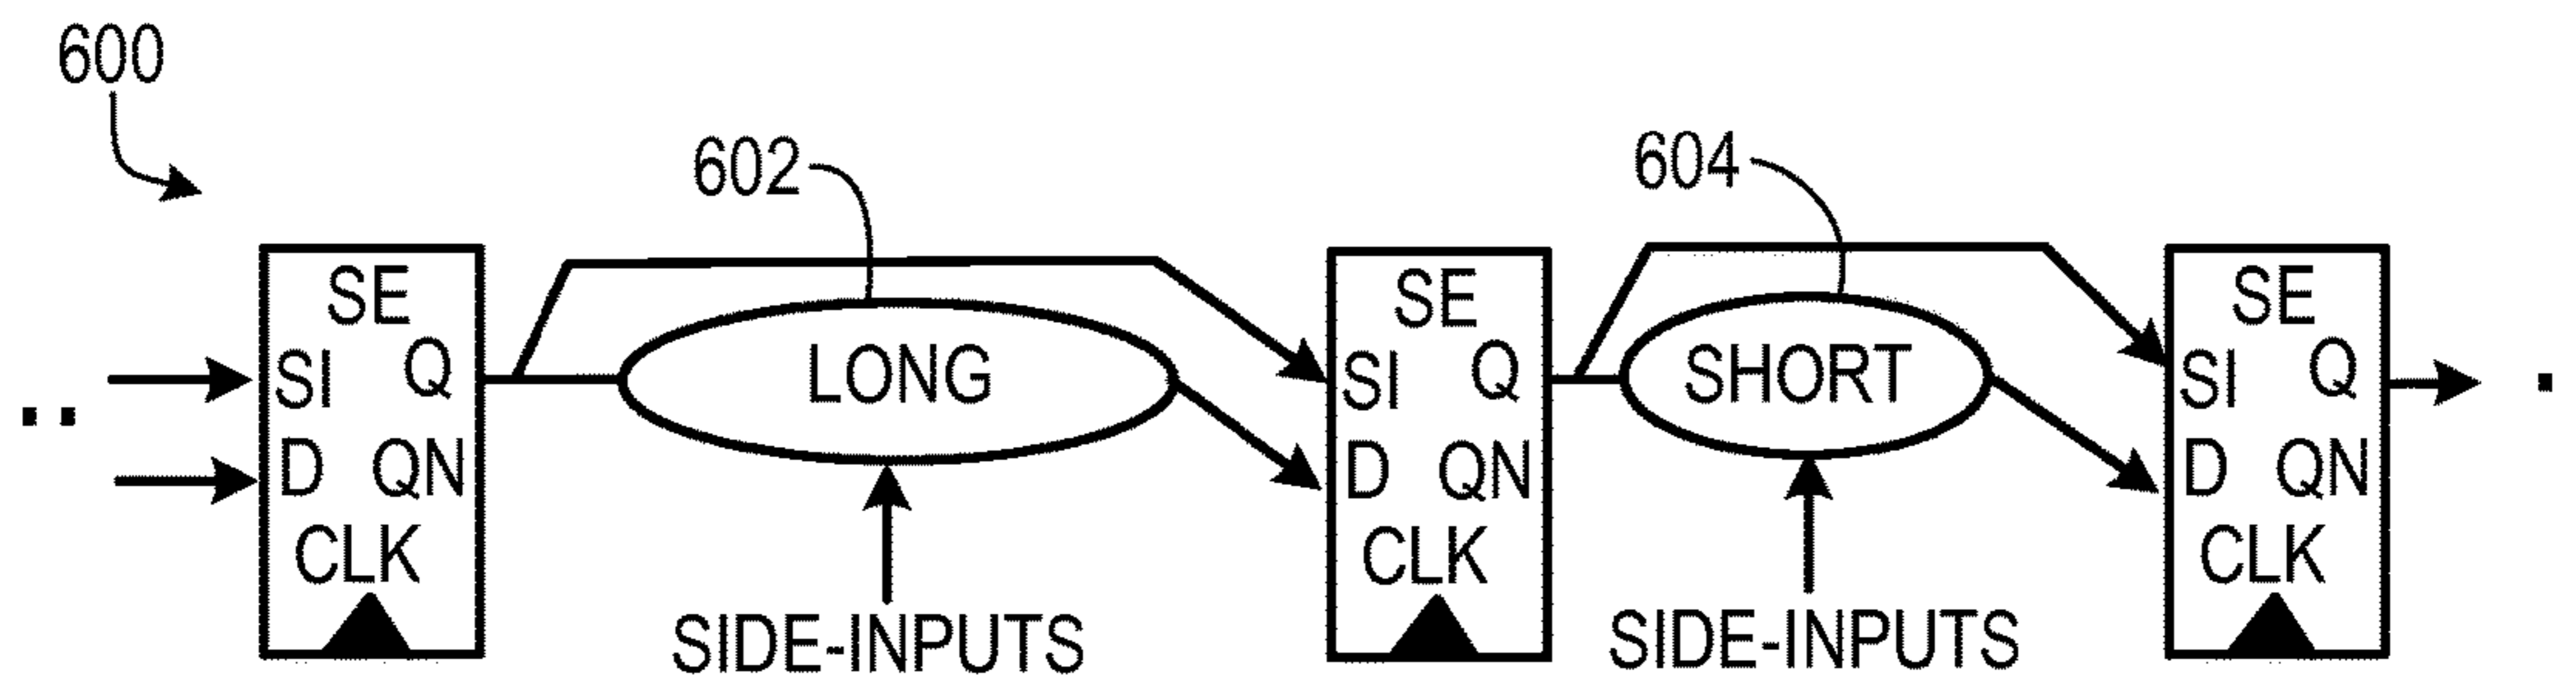 600
602
604
SE
SI Q
D QN
CLK
LONG
SIDE-INPUTS
SE
SI Q
D QN
CLK
SHORT
SIDE-INPUTS
SE
SI Q
D QN
CLK